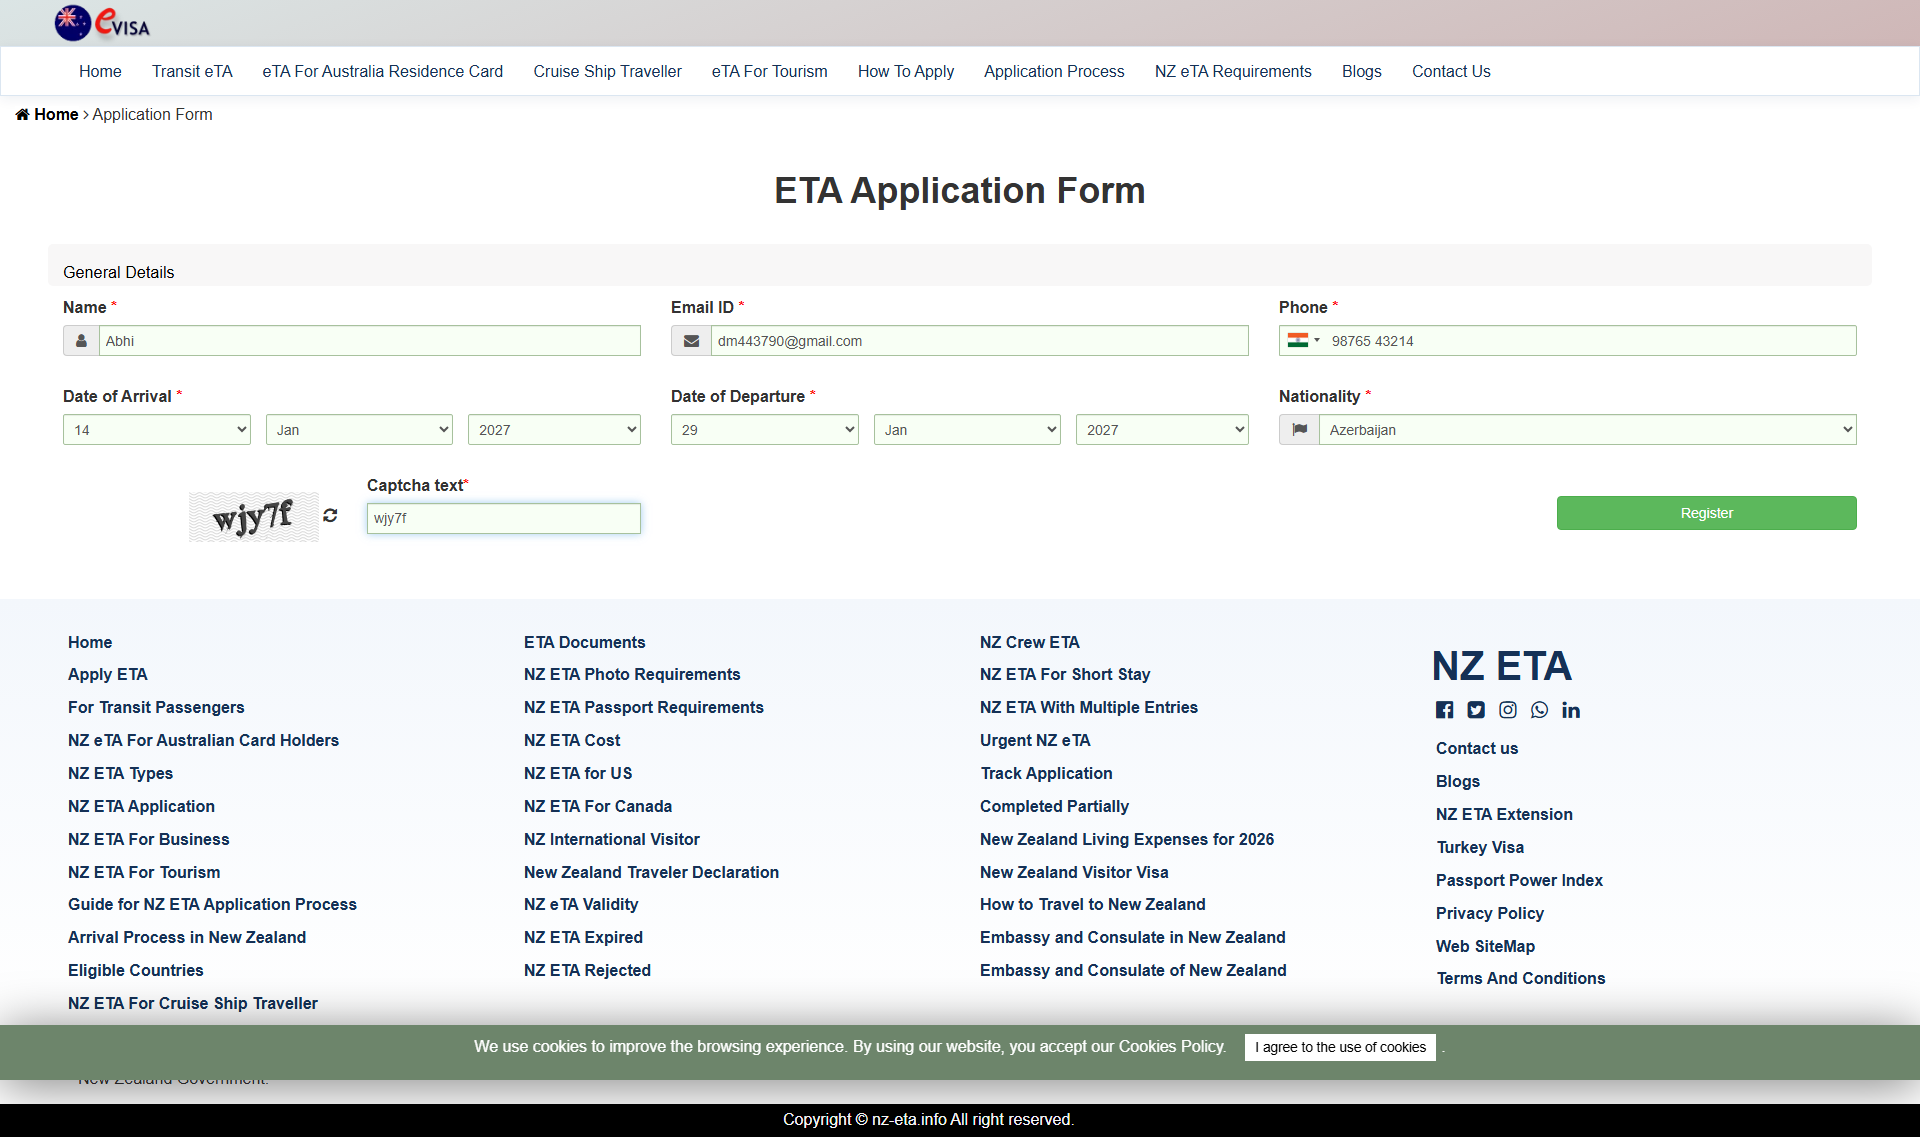 eVISA
Home Transit eTA eTA For Australia Residence Card Cruise Ship Traveller eTA For Tourism How To Apply Application Process NZ eTA Requirements Blogs Contact Us
Home › Application Form
ETA Application Form
General Details
Name * Email ID * Phone *
Abhi dm443790@gmail.com 98765 43214
Date of Arrival * Date of Departure * Nationality *
14 Jan 2027 29 Jan 2027 Azerbaijan
Captcha text*
wjy7f wjy7f Register
Home ETA Documents NZ Crew ETA
NZ ETA
Apply ETA NZ ETA Photo Requirements NZ ETA For Short Stay
For Transit Passengers NZ ETA Passport Requirements NZ ETA With Multiple Entries
NZ eTA For Australian Card Holders NZ ETA Cost Urgent NZ eTA Contact us
NZ ETA Types NZ ETA for US Track Application Blogs
NZ ETA Application NZ ETA For Canada Completed Partially NZ ETA Extension
NZ ETA For Business NZ International Visitor New Zealand Living Expenses for 2026 Turkey Visa
NZ ETA For Tourism New Zealand Traveler Declaration New Zealand Visitor Visa Passport Power Index
Guide for NZ ETA Application Process NZ eTA Validity How to Travel to New Zealand Privacy Policy
Arrival Process in New Zealand NZ ETA Expired Embassy and Consulate in New Zealand Web SiteMap
Eligible Countries NZ ETA Rejected Embassy and Consulate of New Zealand Terms And Conditions
NZ ETA For Cruise Ship Traveller
We use cookies to improve the browsing experience. By using our website, you accept our Cookies Policy. I agree to the use of cookies .
New Zealand Government.
Copyright © nz-eta.info All right reserved.